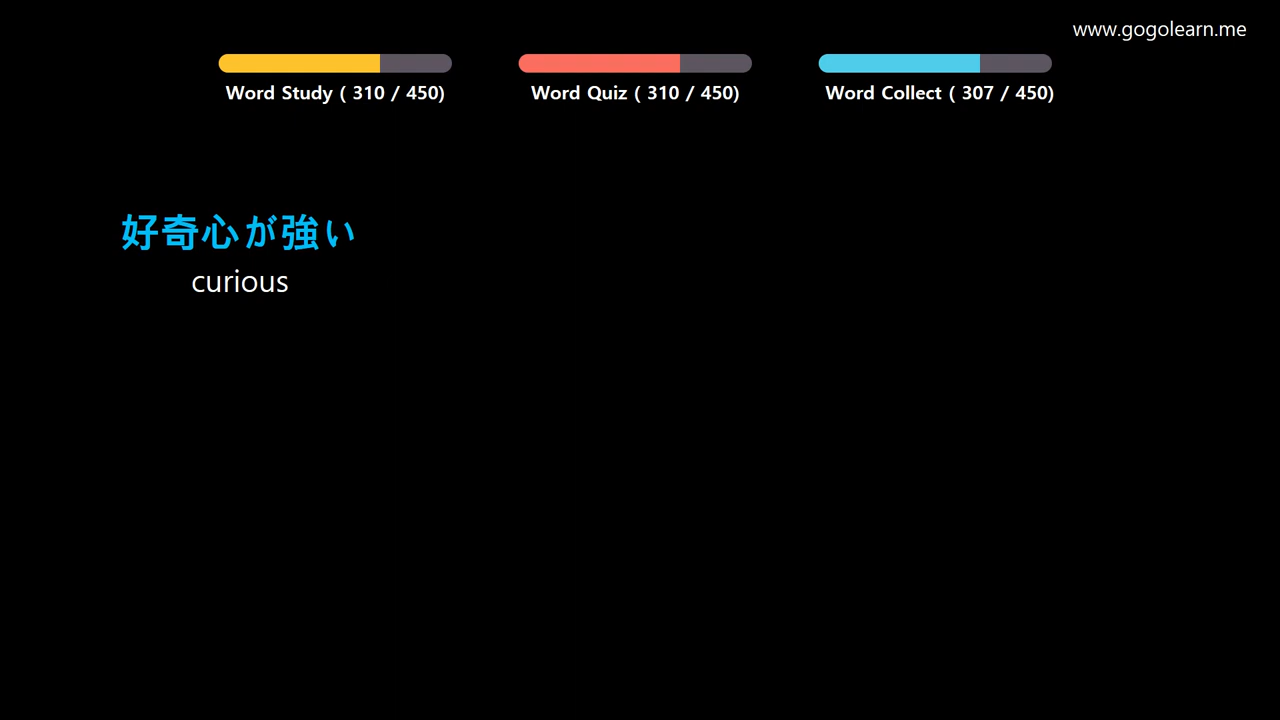 www.gogolearn.me
Word Study ( 310 / 450)
Word Quiz ( 310 / 450)
Word Collect ( 307 / 450)
好奇心が強い
curious